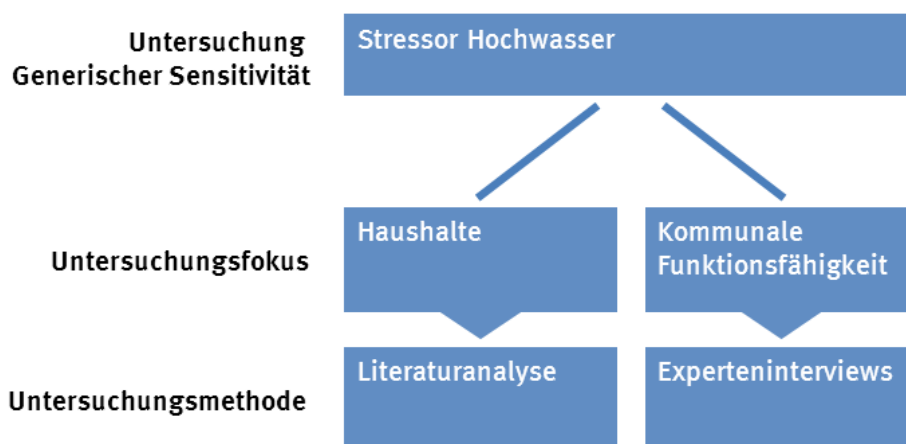 Untersuchung
Generischer Sensitivität
Stressor Hochwasser
Untersuchungsfokus
Haushalte
Kommunale
Funktionsfähigkeit
Untersuchungsmethode
Literaturanalyse
Experteninterviews